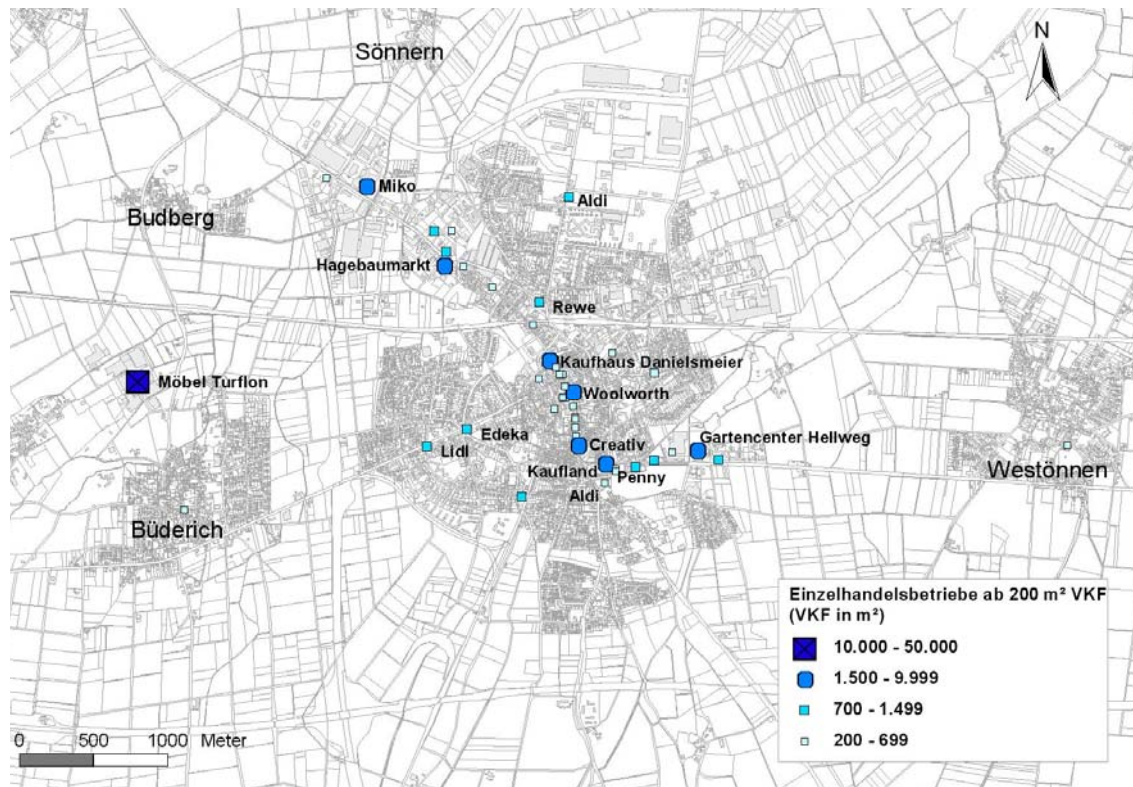 Sönnern
N
Miko
Aldi
Budberg
Hagebaumarkt
Rewe
Kaufhaus Danielsmeier
Möbel Turflon
Woolworth
Edeka
Gartencenter Hellweg
Creativ
Lidl
Kaufland
Penny
Westönnen
Aldi
Büderich
Einzelhandelsbetriebe ab 200 m² VKF
(VKF in m²)
10.000 - 50.000
1.500 - 9.999
700 - 1.499
200 - 699
0 500 1000 Meter